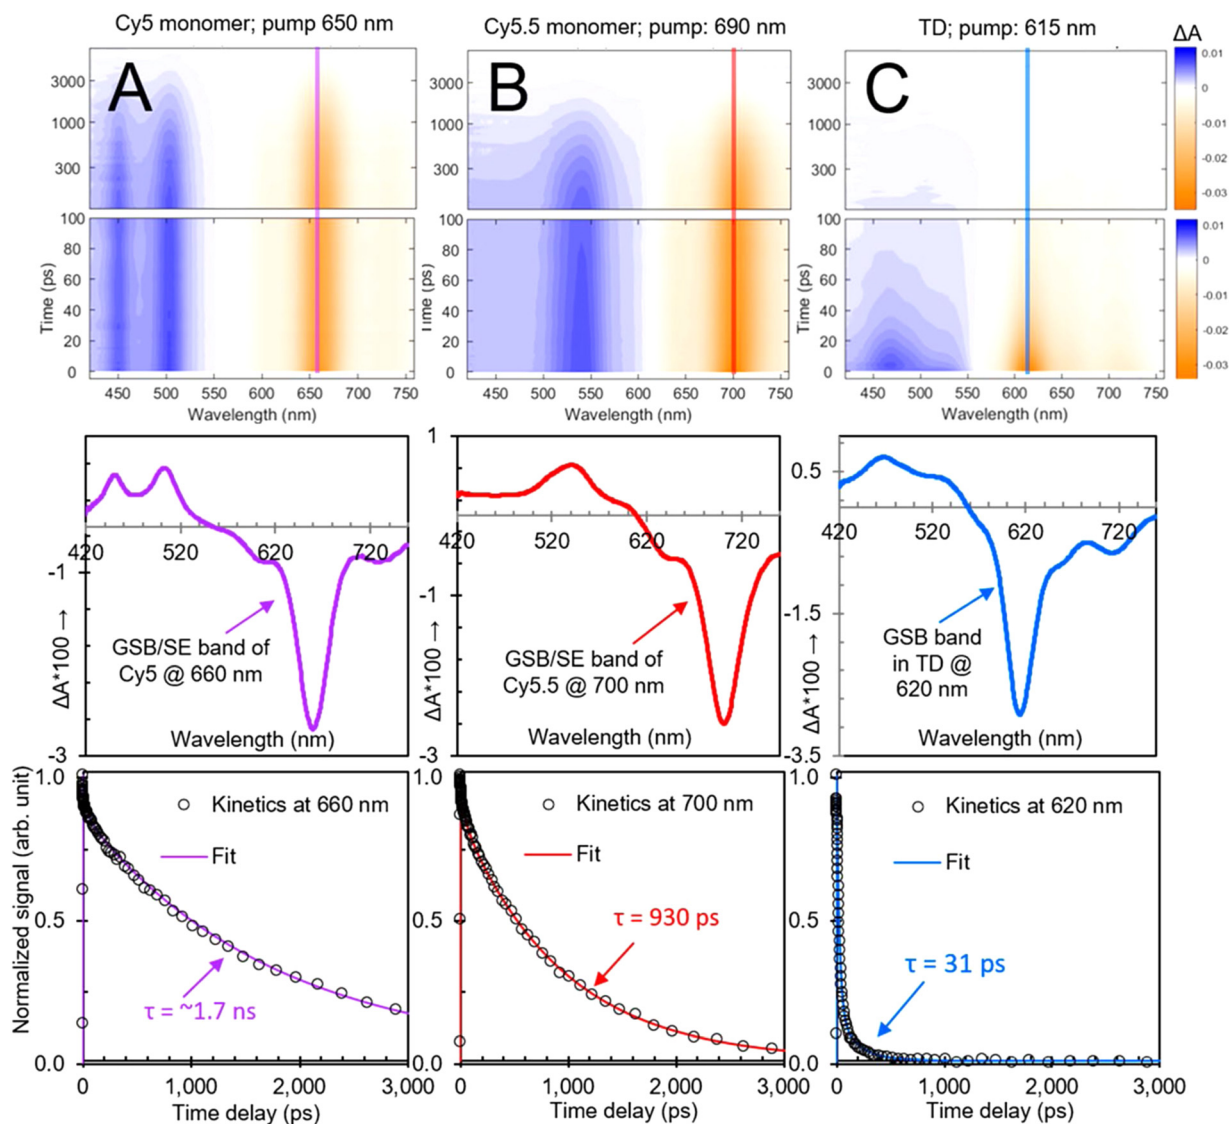 Cy5 monomer; pump 650 nm
Cy5.5 monomer; pump: 690 nm
TD; pump: 615 nm
ΔA
A
B
C
3000
1000
300
3000
1000
300
1000
300
0.01
0
-0.01
-0.02
-0.03
100
80
60
40
20
0
100
80
60
40
20
0
100
80
60
40
20
0
0.01
0
-0.01
-0.02
-0.03
Time (ps)
Time (ps)
Time (ps)
450 500 550 600 650 700 750
450 500 550 600 650 700 750
450 500 550 600 650 700 750
Wavelength (nm)
Wavelength (nm)
Wavelength (nm)
420 520 620 720
-1
-3
ΔA*100 →
GSB/SE band of
Cy5 @ 660 nm
Wavelength (nm)
1
420 520 620 720
-1
-3
ΔA*100 →
GSB/SE band of
Cy5.5 @ 700 nm
Wavelength (nm)
0.5
420 520 620 720
-1.5
-3.5
ΔA*100 →
GSB band
in TD @
620 nm
Wavelength (nm)
Normalized signal (arb. unit)
1.0
0.5
0.0
Kinetics at 660 nm
Fit
τ = ~1.7 ns
0 1,000 2,000 3,000
Time delay (ps)
1.0
0.5
0.0
Kinetics at 700 nm
Fit
τ = 930 ps
0 1,000 2,000 3,000
Time delay (ps)
1.0
0.5
0.0
Kinetics at 620 nm
Fit
τ = 31 ps
0 1,000 2,000 3,000
Time delay (ps)